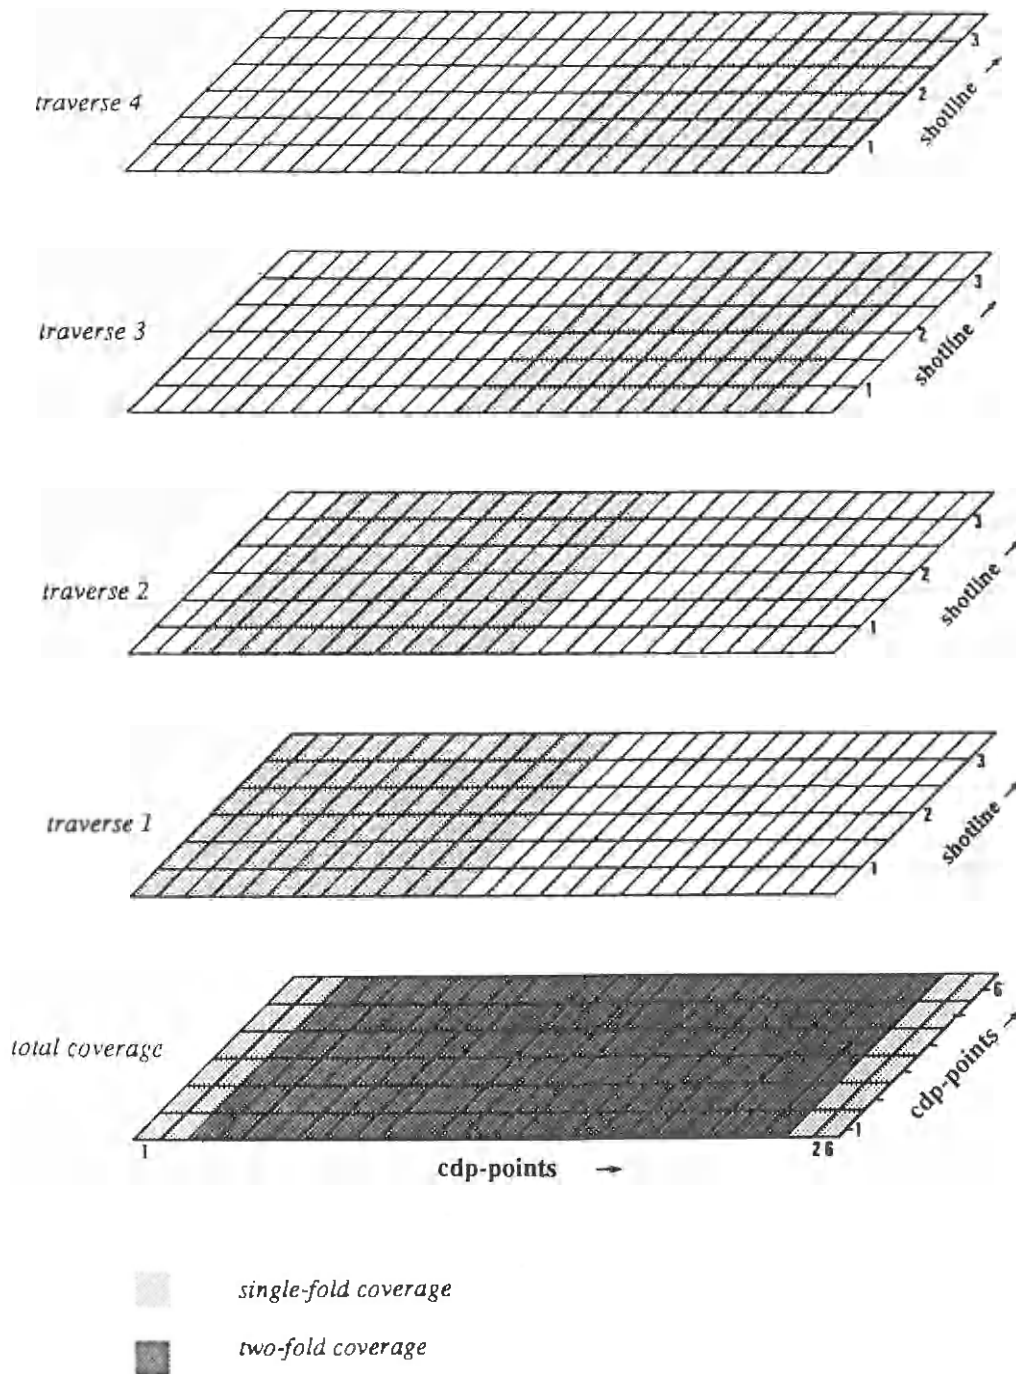 3
traverse 4
2
shotline →
1
3
traverse 3
2
shotline →
1
3
traverse 2
2
shotline →
1
3
traverse 1
2
shotline →
1
6
total coverage
cdp-points →
1
1
26
cdp-points →
single-fold coverage
two-fold coverage